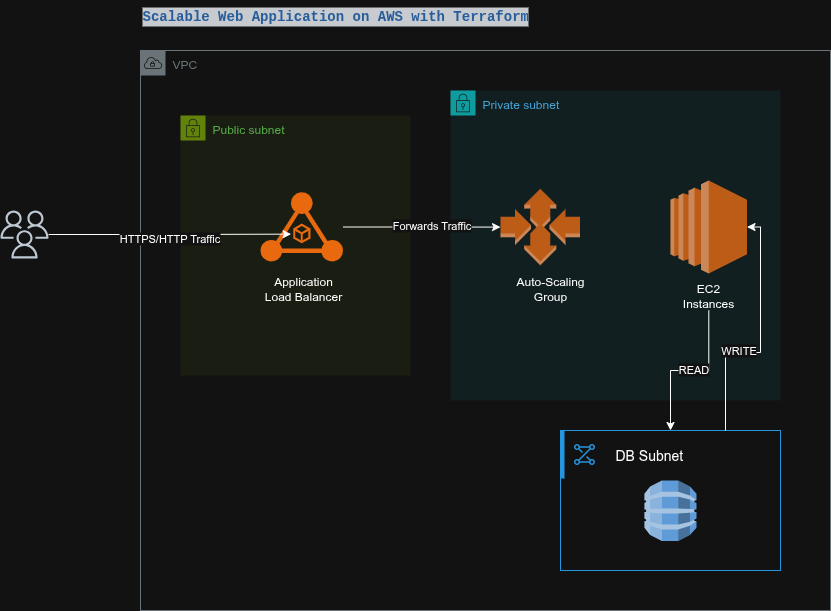 Scalable Web Application on AWS with Terraform
VPC
Private subnet
Public subnet
HTTPS/HTTP Traffic
Forwards Traffic
Application
Load Balancer
Auto-Scaling
Group
EC2
Instances
WRITE
READ
DB Subnet